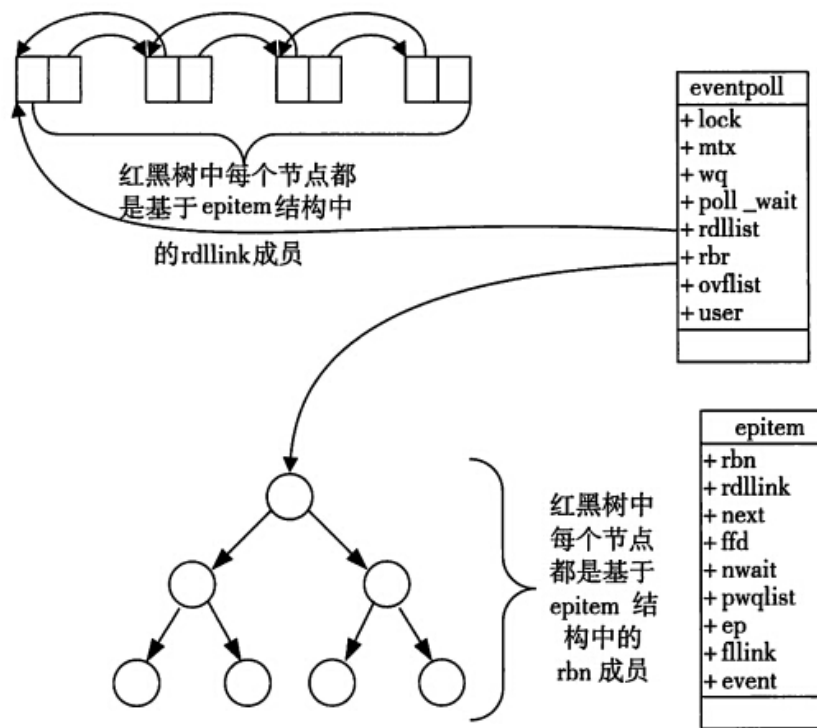 红黑树中每个节点都
是基于epitem结构中
的rdllink成员
eventpoll
+lock
+mtx
+wq
+poll_wait
+rdllist
+rbr
+ovflist
+user
红黑树中
每个节点
都是基于
epitem 结
构中的
rbn 成员
epitem
+rbn
+rdllink
+next
+ffd
+nwait
+pwqlist
+ep
+fllink
+event